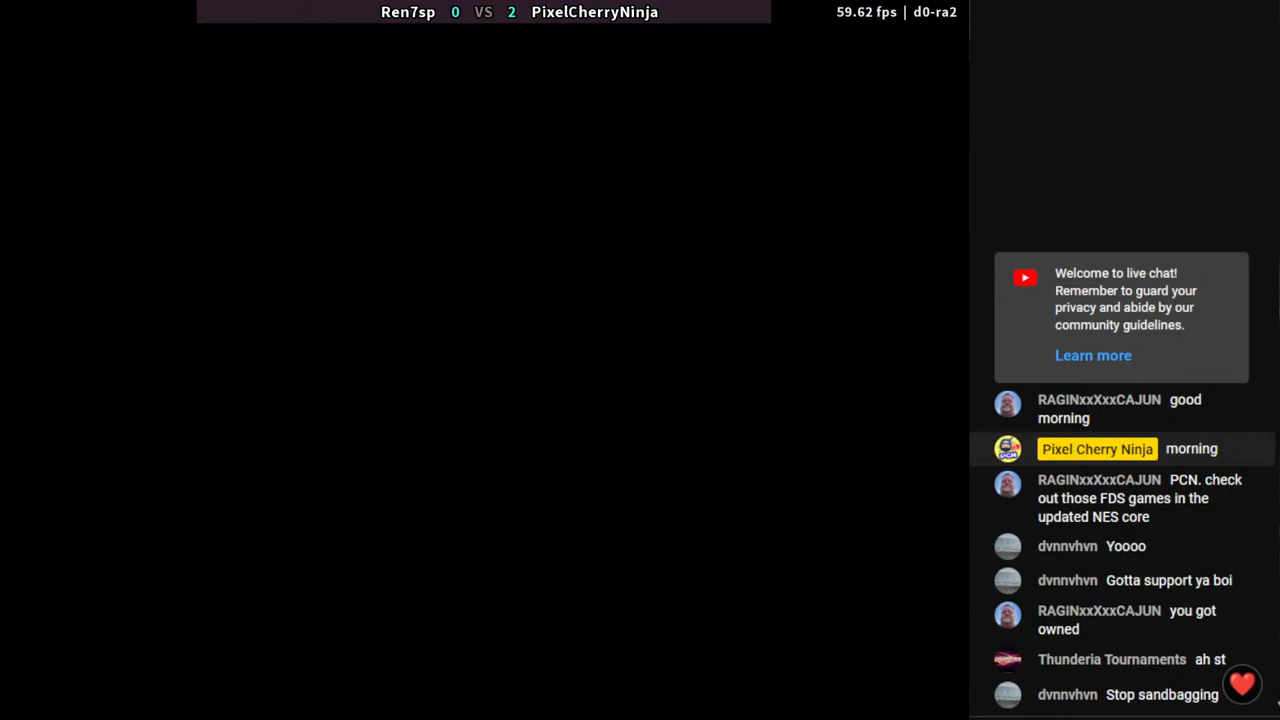 Ren7sp 0 VS 2 PixelCherryNinja
59.62 fps | d0-ra2
Welcome to live chat!
Remember to guard your
privacy and abide by our
community guidelines.
Learn more
RAGINxxXxxCAJUN good
morning
Pixel Cherry Ninja morning
RAGINxxXxxCAJUN PCN. check
out those FDS games in the
updated NES core
dvnnvhvn Yoooo
dvnnvhvn Gotta support ya boi
RAGINxxXxxCAJUN you got
owned
Thunderia Tournaments ah st
dvnnvhvn Stop sandbagging